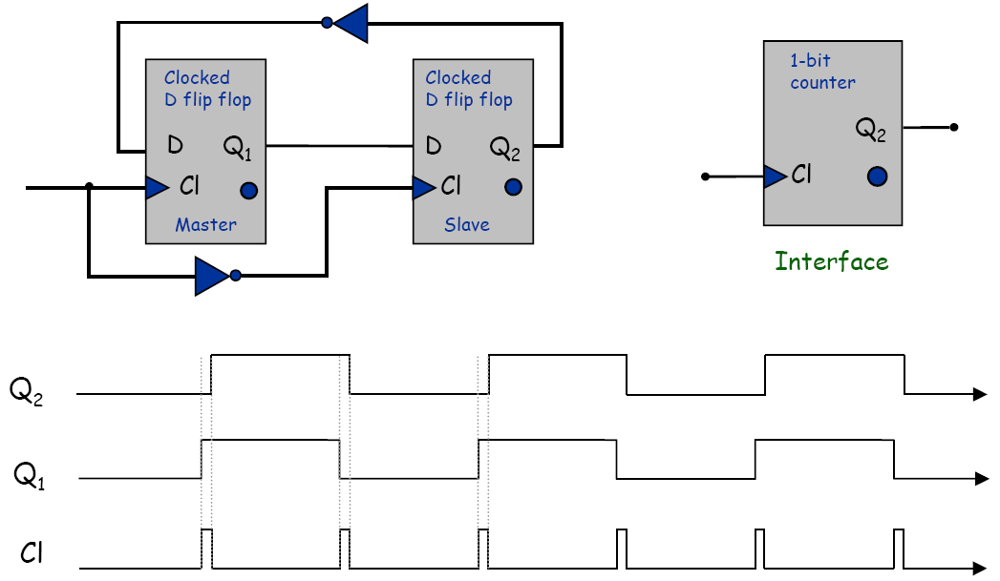 Clocked
D flip flop
D Q₁
Cl
Master
Clocked
D flip flop
D Q₂
Cl
Slave
1-bit
counter
Q₂
Cl
Interface
Q₂
Q₁
Cl